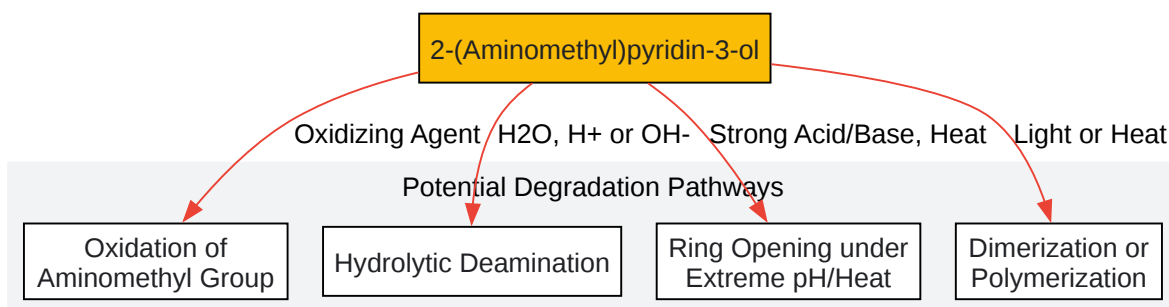 2-(Aminomethyl)pyridin-3-ol
Oxidizing Agent
H2O, H+ or OH-
Strong Acid/Base, Heat
Light or Heat
Potential Degradation Pathways
Oxidation of
Aminomethyl Group
Hydrolytic Deamination
Ring Opening under
Extreme pH/Heat
Dimerization or
Polymerization